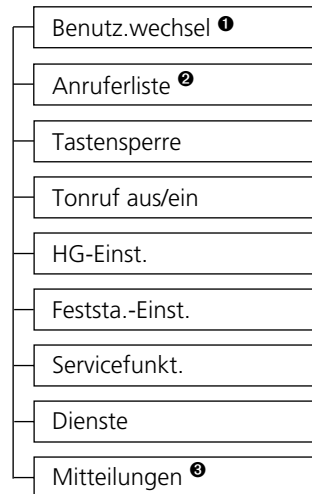 Benutz.wechsel ❶
Anruferliste ❷
Tastensperre
Tonruf aus/ein
HG-Einst.
Feststa.-Einst.
Servicefunkt.
Dienste
Mitteilungen ❸